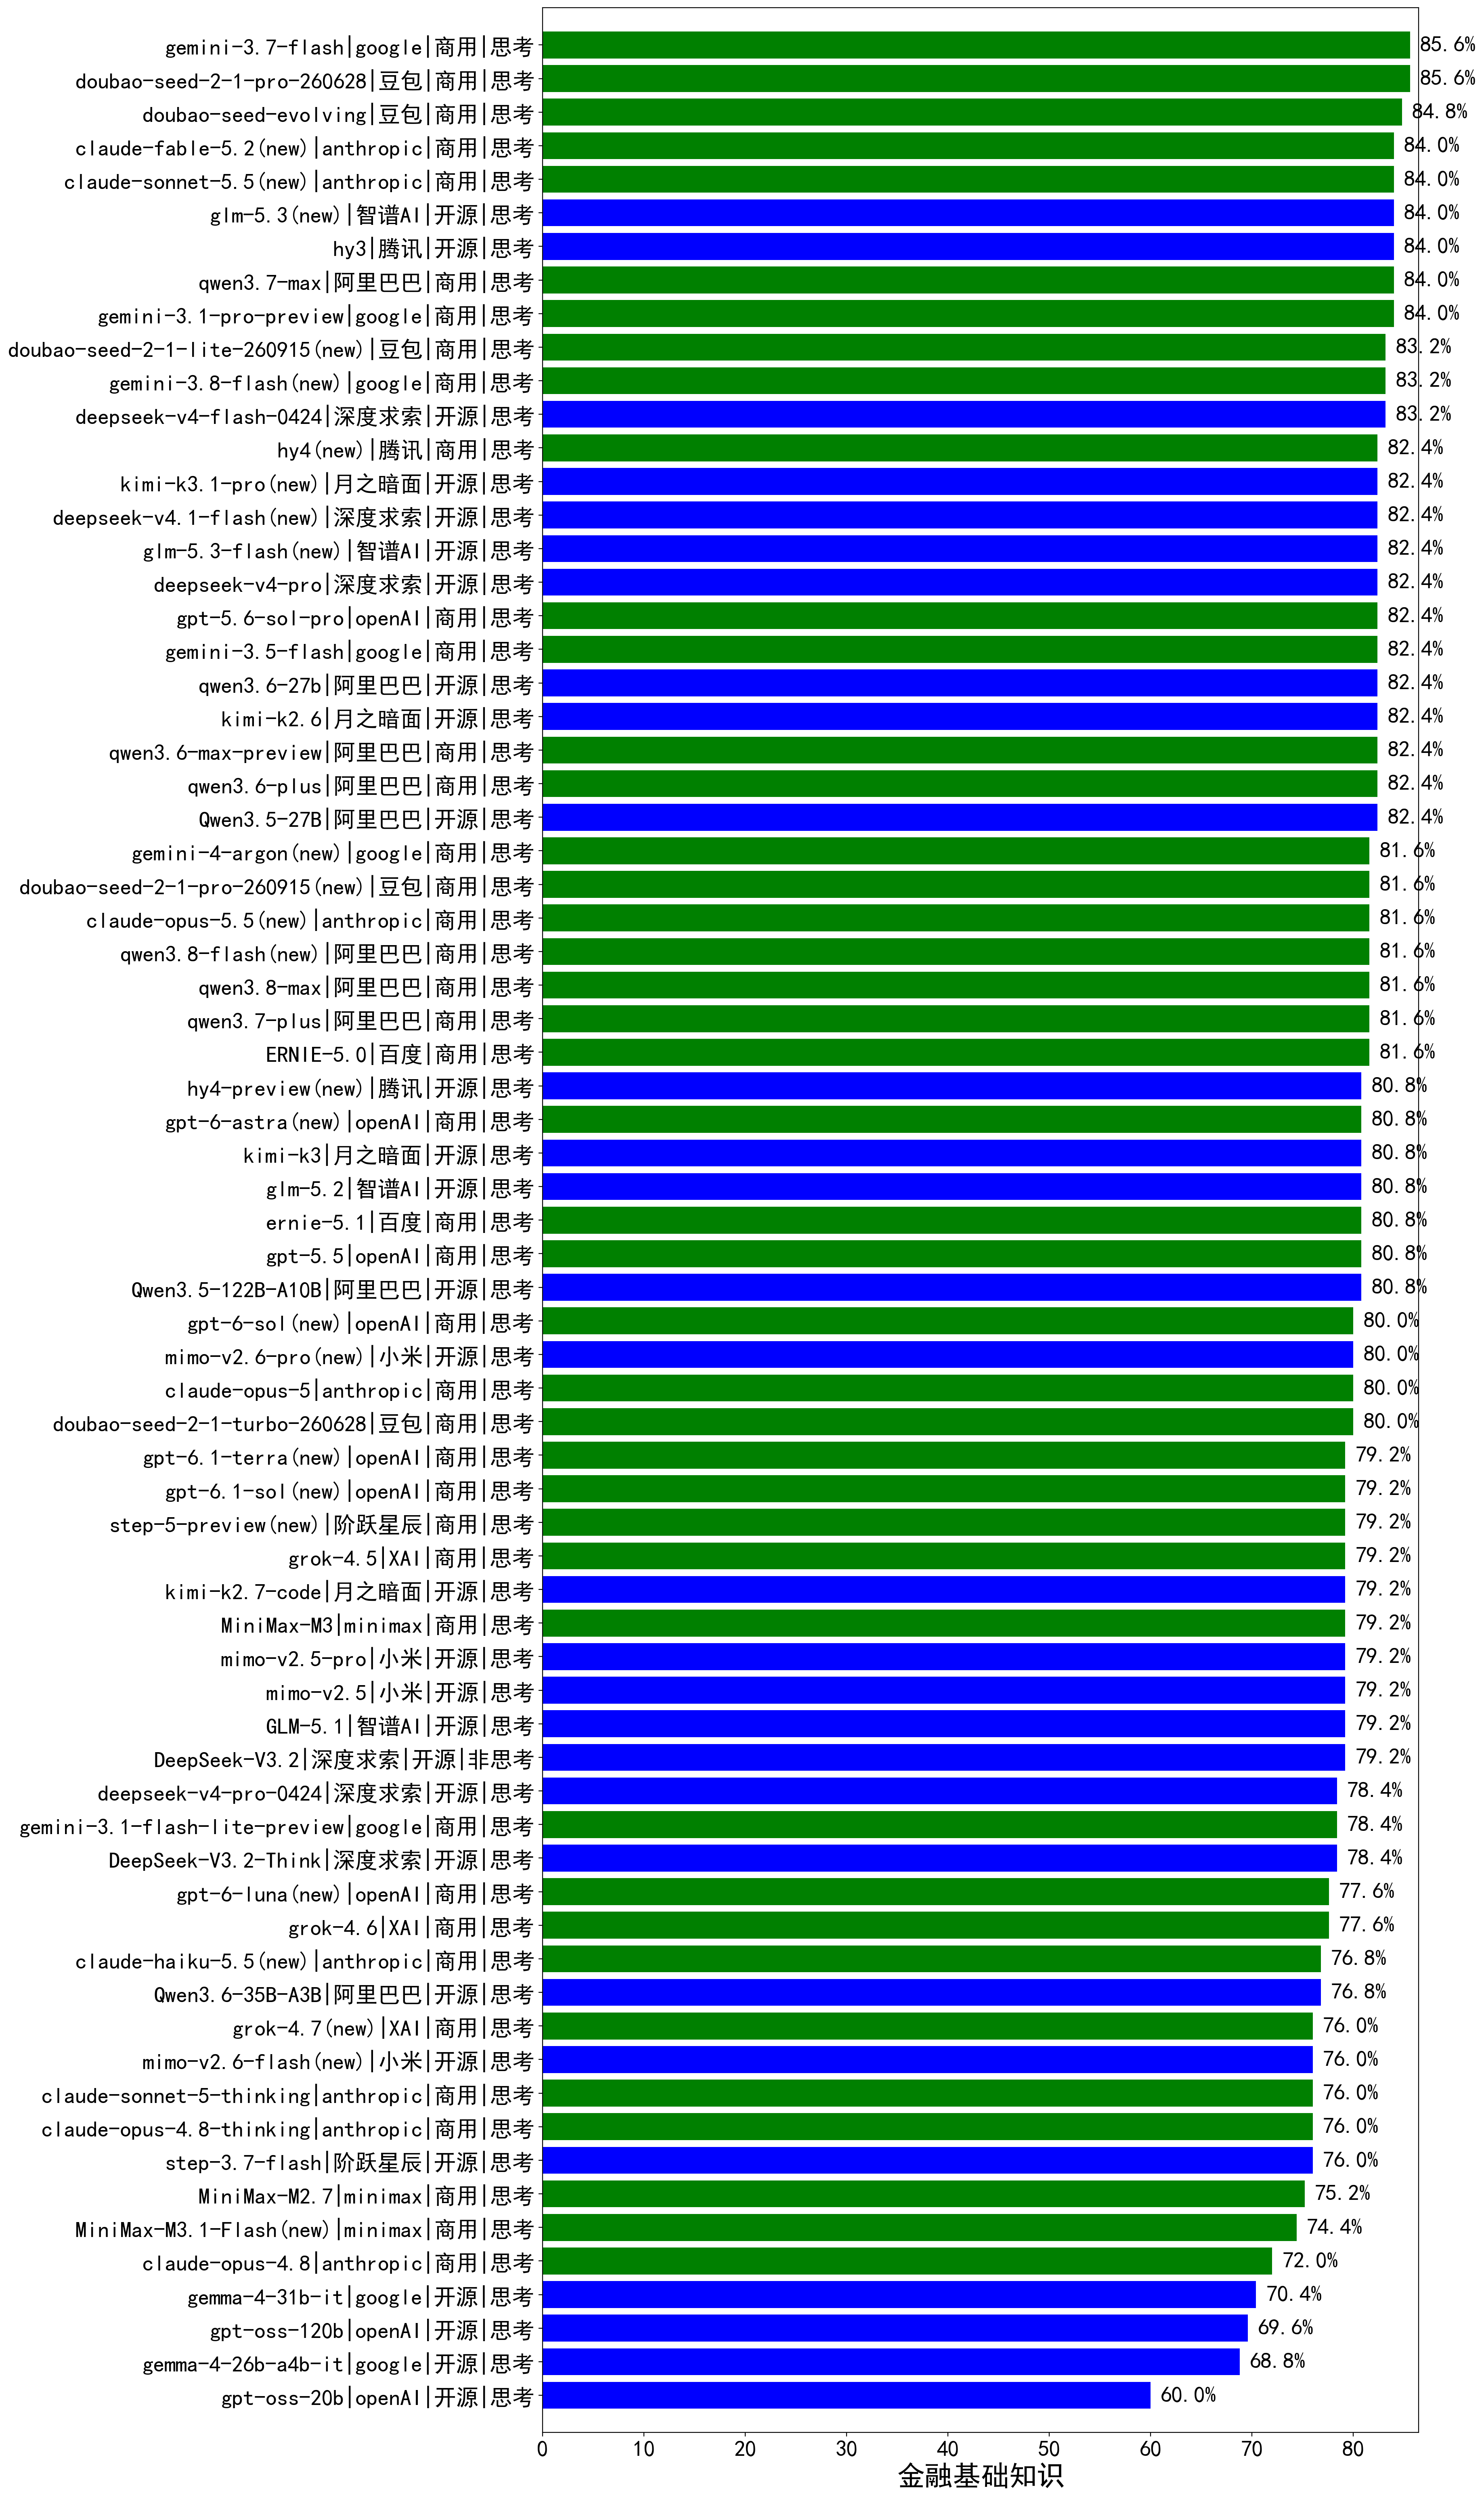 gemini-3.7-flash|google|商用|思考 85.6%
doubao-seed-2-1-pro-260628|豆包|商用|思考 85.6%
doubao-seed-evolving|豆包|商用|思考 84.8%
claude-fable-5.2(new)|anthropic|商用|思考 84.0%
claude-sonnet-5.5(new)|anthropic|商用|思考 84.0%
glm-5.3(new)|智谱AI|开源|思考 84.0%
hy3|腾讯|开源|思考 84.0%
qwen3.7-max|阿里巴巴|商用|思考 84.0%
gemini-3.1-pro-preview|google|商用|思考 84.0%
doubao-seed-2-1-lite-260915(new)|豆包|商用|思考 83.2%
gemini-3.8-flash(new)|google|商用|思考 83.2%
deepseek-v4-flash-0424|深度求索|开源|思考 83.2%
hy4(new)|腾讯|商用|思考 82.4%
kimi-k3.1-pro(new)|月之暗面|开源|思考 82.4%
deepseek-v4.1-flash(new)|深度求索|开源|思考 82.4%
glm-5.3-flash(new)|智谱AI|开源|思考 82.4%
deepseek-v4-pro|深度求索|开源|思考 82.4%
gpt-5.6-sol-pro|openAI|商用|思考 82.4%
gemini-3.5-flash|google|商用|思考 82.4%
qwen3.6-27b|阿里巴巴|开源|思考 82.4%
kimi-k2.6|月之暗面|开源|思考 82.4%
qwen3.6-max-preview|阿里巴巴|商用|思考 82.4%
qwen3.6-plus|阿里巴巴|商用|思考 82.4%
Qwen3.5-27B|阿里巴巴|开源|思考 82.4%
gemini-4-argon(new)|google|商用|思考 81.6%
doubao-seed-2-1-pro-260915(new)|豆包|商用|思考 81.6%
claude-opus-5.5(new)|anthropic|商用|思考 81.6%
qwen3.8-flash(new)|阿里巴巴|商用|思考 81.6%
qwen3.8-max|阿里巴巴|商用|思考 81.6%
qwen3.7-plus|阿里巴巴|商用|思考 81.6%
ERNIE-5.0|百度|商用|思考 81.6%
hy4-preview(new)|腾讯|开源|思考 80.8%
gpt-6-astra(new)|openAI|商用|思考 80.8%
kimi-k3|月之暗面|开源|思考 80.8%
glm-5.2|智谱AI|开源|思考 80.8%
ernie-5.1|百度|商用|思考 80.8%
gpt-5.5|openAI|商用|思考 80.8%
Qwen3.5-122B-A10B|阿里巴巴|开源|思考 80.8%
gpt-6-sol(new)|openAI|商用|思考 80.0%
mimo-v2.6-pro(new)|小米|开源|思考 80.0%
claude-opus-5|anthropic|商用|思考 80.0%
doubao-seed-2-1-turbo-260628|豆包|商用|思考 80.0%
gpt-6.1-terra(new)|openAI|商用|思考 79.2%
gpt-6.1-sol(new)|openAI|商用|思考 79.2%
step-5-preview(new)|阶跃星辰|商用|思考 79.2%
grok-4.5|XAI|商用|思考 79.2%
kimi-k2.7-code|月之暗面|开源|思考 79.2%
MiniMax-M3|minimax|商用|思考 79.2%
mimo-v2.5-pro|小米|开源|思考 79.2%
mimo-v2.5|小米|开源|思考 79.2%
GLM-5.1|智谱AI|开源|思考 79.2%
DeepSeek-V3.2|深度求索|开源|非思考 79.2%
deepseek-v4-pro-0424|深度求索|开源|思考 78.4%
gemini-3.1-flash-lite-preview|google|商用|思考 78.4%
DeepSeek-V3.2-Think|深度求索|开源|思考 78.4%
gpt-6-luna(new)|openAI|商用|思考 77.6%
grok-4.6|XAI|商用|思考 77.6%
claude-haiku-5.5(new)|anthropic|商用|思考 76.8%
Qwen3.6-35B-A3B|阿里巴巴|开源|思考 76.8%
grok-4.7(new)|XAI|商用|思考 76.0%
mimo-v2.6-flash(new)|小米|开源|思考 76.0%
claude-sonnet-5-thinking|anthropic|商用|思考 76.0%
claude-opus-4.8-thinking|anthropic|商用|思考 76.0%
step-3.7-flash|阶跃星辰|开源|思考 76.0%
MiniMax-M2.7|minimax|商用|思考 75.2%
MiniMax-M3.1-Flash(new)|minimax|商用|思考 74.4%
claude-opus-4.8|anthropic|商用|思考 72.0%
gemma-4-31b-it|google|开源|思考 70.4%
gpt-oss-120b|openAI|开源|思考 69.6%
gemma-4-26b-a4b-it|google|开源|思考 68.8%
gpt-oss-20b|openAI|开源|思考 60.0%
0 10 20 30 40 50 60 70 80
金融基础知识